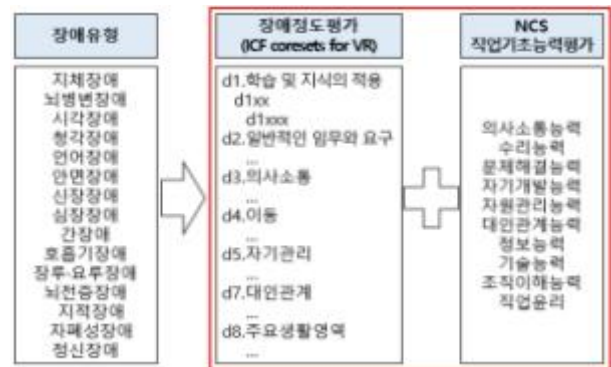 장애유형
지체장애
뇌병변장애
시각장애
청각장애
언어장애
안면장애
신장장애
심장장애
간장애
호흡기장애
장루·요루장애
뇌전증장애
지적장애
자폐성장애
정신장애
장애정도평가
(ICF coresets for VR)
d1.학습 및 지식의 적용
d1xx
d1xxx
d2.일반적인 임무와 요구
...
d3.의사소통
...
d4.이동
...
d5.자기관리
...
d7.대인관계
...
d8.주요생활영역
...
NCS
직업기초능력평가
의사소통능력
수리능력
문제해결능력
자기개발능력
자원관리능력
대인관계능력
정보능력
기술능력
조직이해능력
직업윤리